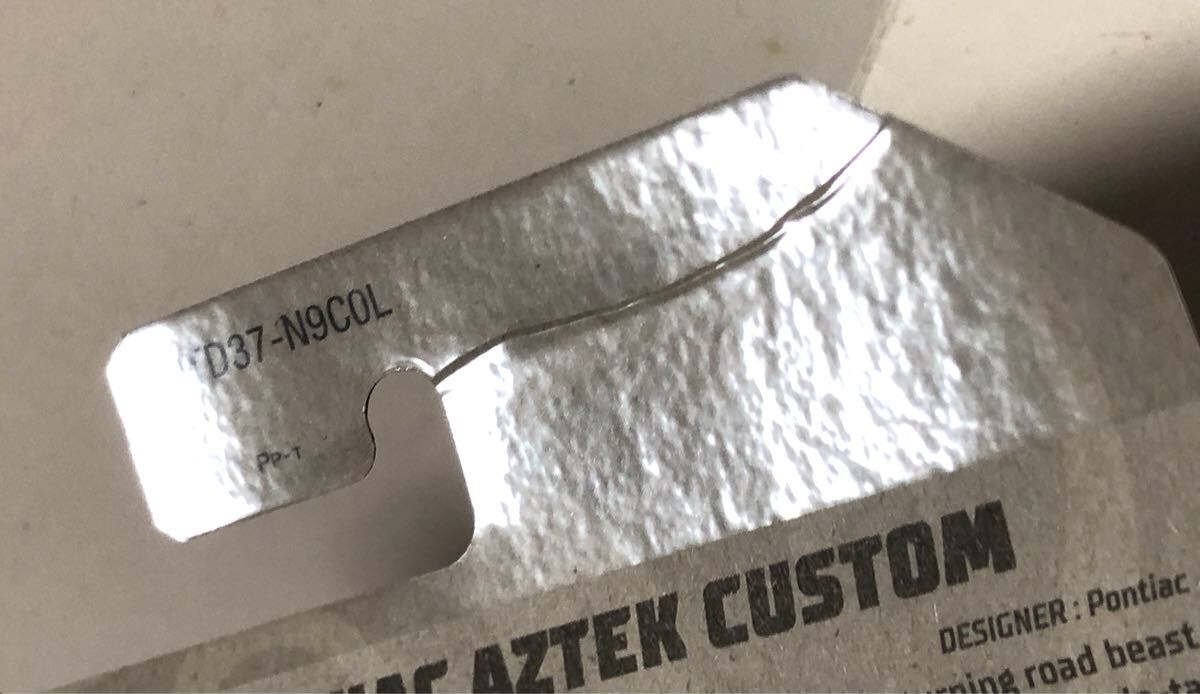 D37-N9C0L
PP-T
AZTEK CUSTOM
DESIGNER : Pontiac
road beast